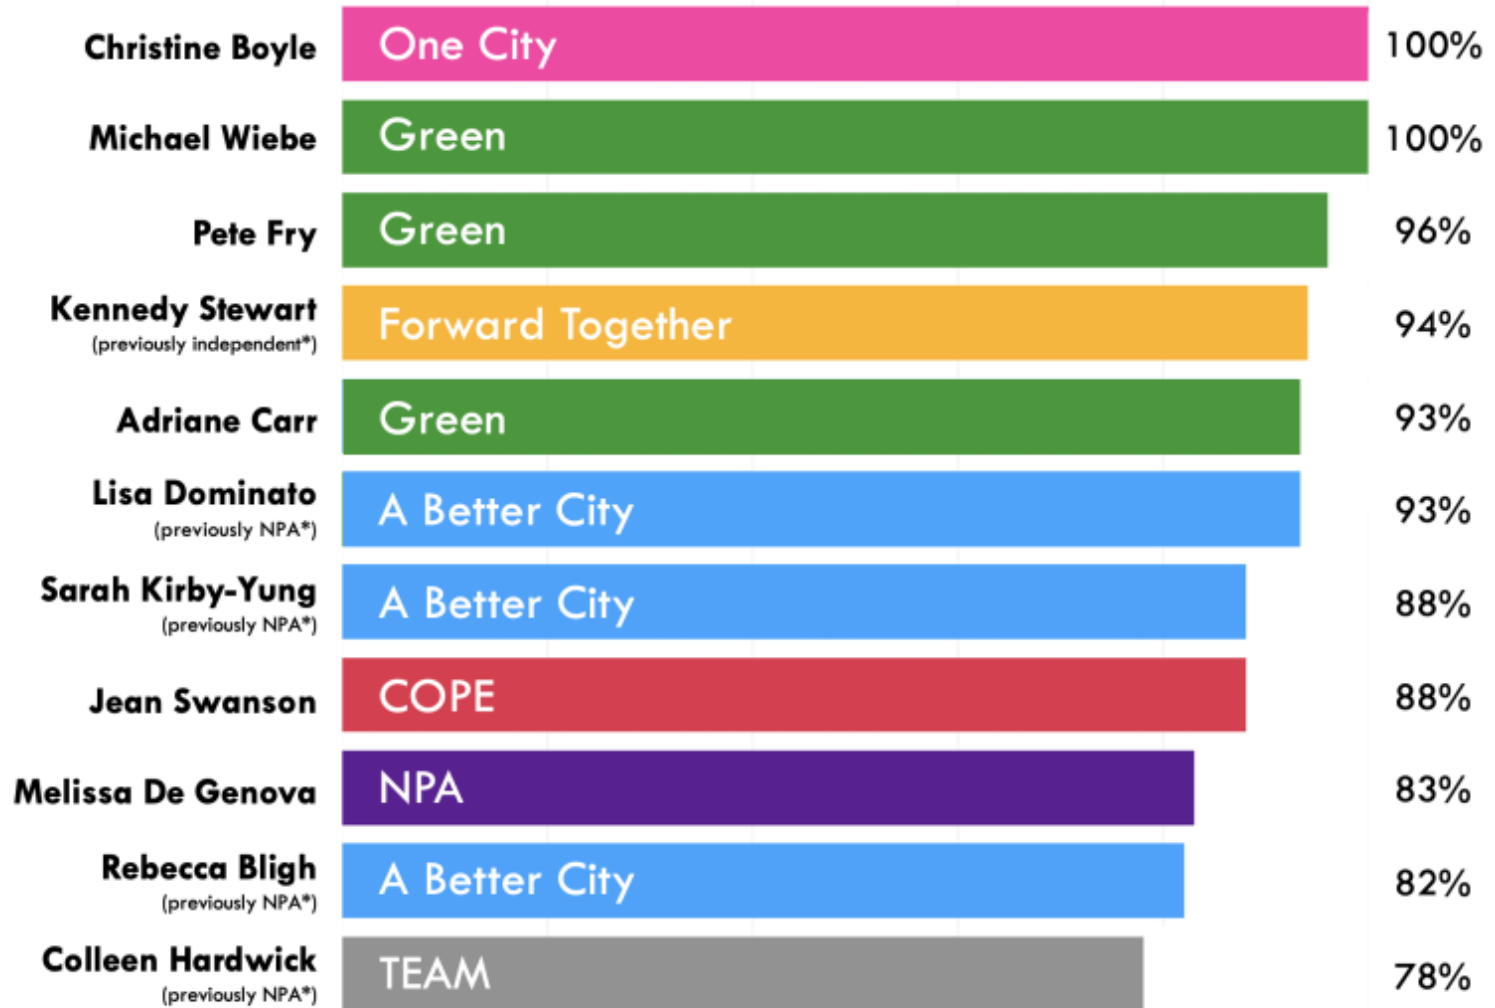 Christine Boyle One City 100%
Michael Wiebe Green 100%
Pete Fry Green 96%
Kennedy Stewart Forward Together 94%
(previously independent*)
Adriane Carr Green 93%
Lisa Dominato A Better City 93%
(previously NPA*)
Sarah Kirby-Yung A Better City 88%
(previously NPA*)
Jean Swanson COPE 88%
Melissa De Genova NPA 83%
Rebecca Bligh A Better City 82%
(previously NPA*)
Colleen Hardwick TEAM 78%
(previously NPA*)